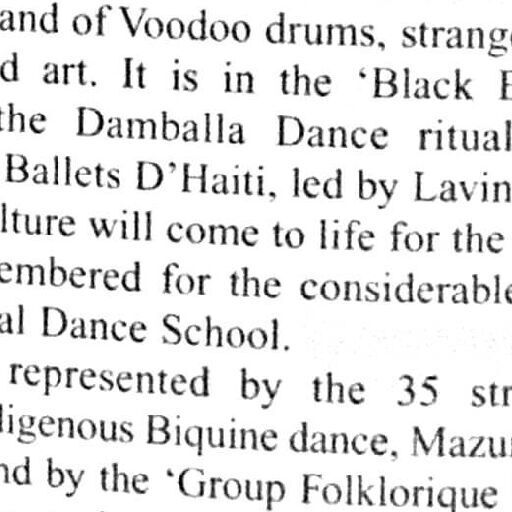 and of Voodoo drums, strang
d art. It is in the ‘Black
the Damballa Dance ritual
Ballets D’Haiti, led by Lavin
lture will come to life for the
embered for the considerable
al Dance School.
represented by the 35 str
ligenous Biquine dance, Mazu
nd by the ‘Group Folklorique